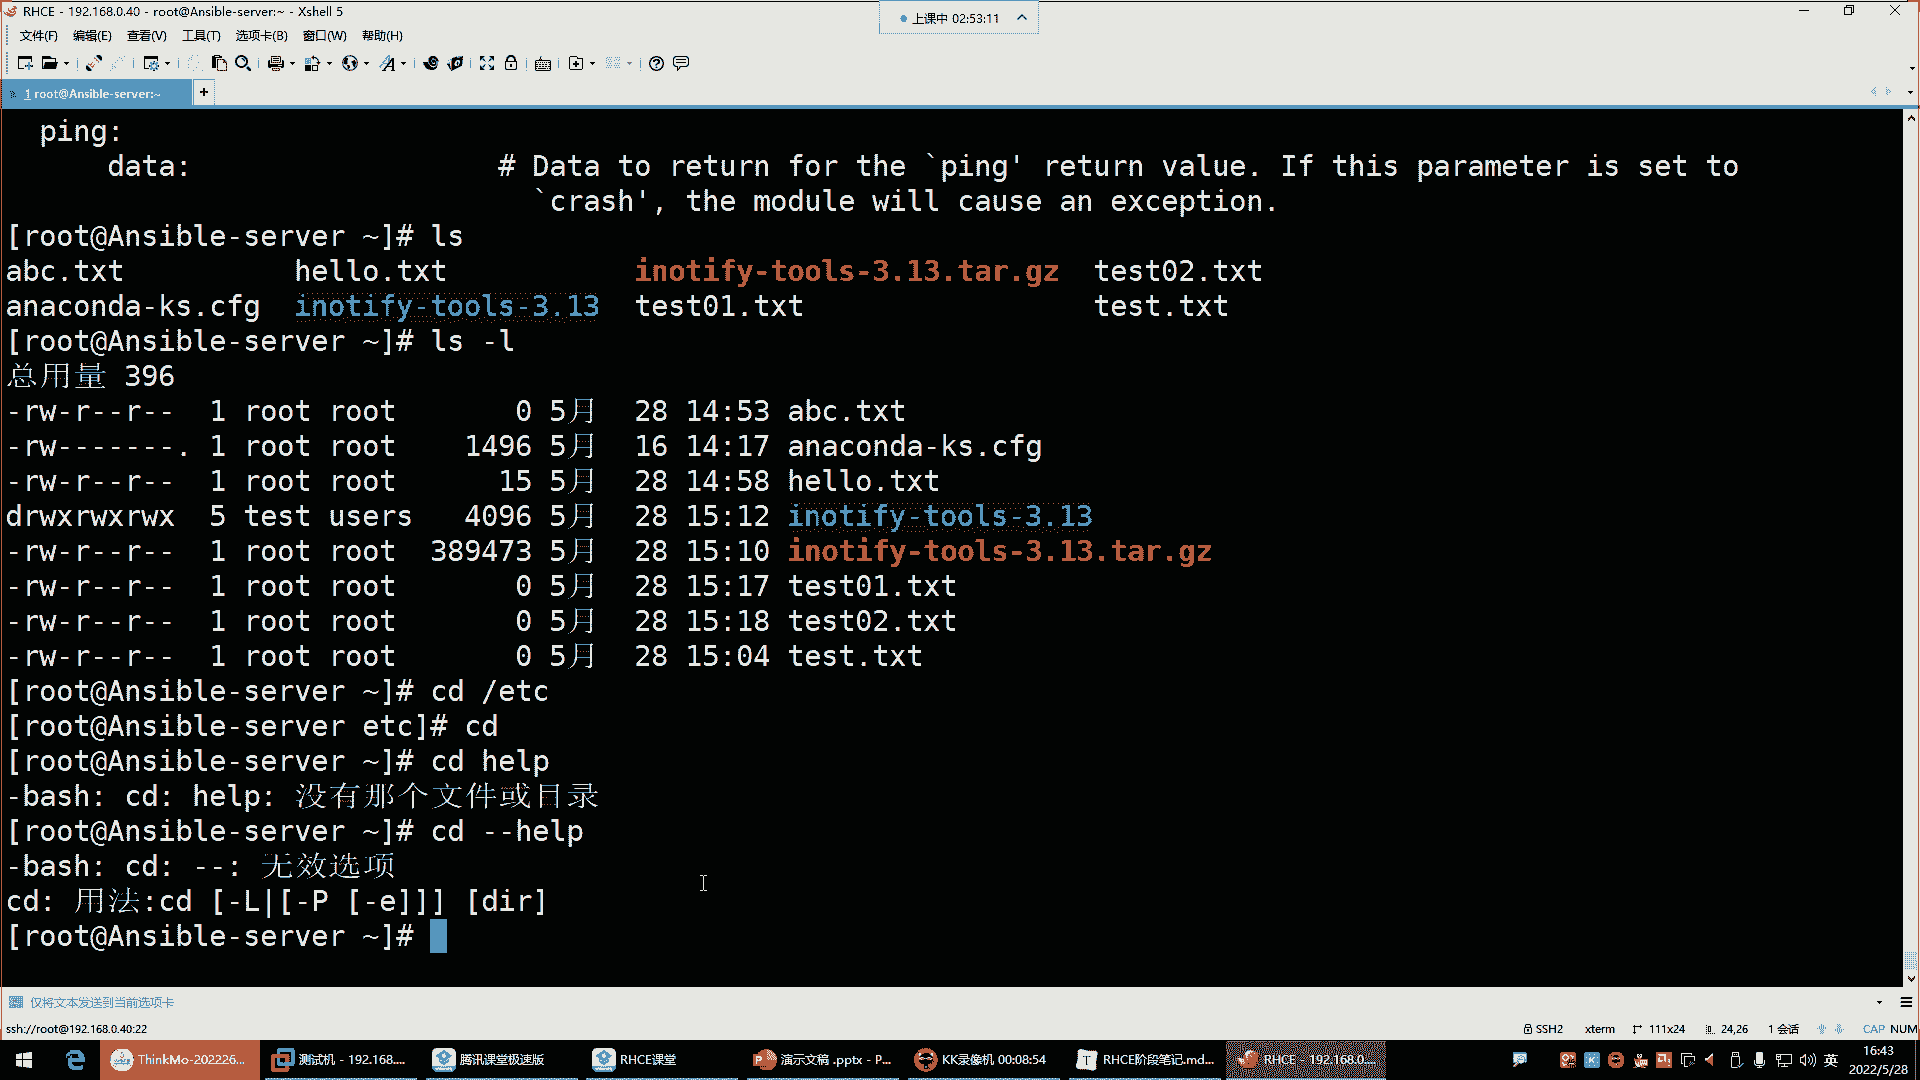 RHCE - 192.168.0.40 - root@Ansible-server:~ - Xshell 5
上课中 02:53:11
文件(F) 编辑(E) 查看(V) 工具(T) 选项卡(B) 窗口(W) 帮助(H)
1 root@Ansible-server:~ +
ping:
data: # Data to return for the `ping' return value. If this parameter is set to
`crash', the module will cause an exception.
[root@Ansible-server ~]# ls
abc.txt hello.txt inotify-tools-3.13.tar.gz test02.txt
anaconda-ks.cfg inotify-tools-3.13 test01.txt test.txt
[root@Ansible-server ~]# ls -l
总用量 396
-rw-r--r-- 1 root root 0 5月 28 14:53 abc.txt
-rw-------. 1 root root 1496 5月 16 14:17 anaconda-ks.cfg
-rw-r--r-- 1 root root 15 5月 28 14:58 hello.txt
drwxrwxrwx 5 test users 4096 5月 28 15:12 inotify-tools-3.13
-rw-r--r-- 1 root root 389473 5月 28 15:10 inotify-tools-3.13.tar.gz
-rw-r--r-- 1 root root 0 5月 28 15:17 test01.txt
-rw-r--r-- 1 root root 0 5月 28 15:18 test02.txt
-rw-r--r-- 1 root root 0 5月 28 15:04 test.txt
[root@Ansible-server ~]# cd /etc
[root@Ansible-server etc]# cd
[root@Ansible-server ~]# cd help
-bash: cd: help: 没有那个文件或目录
[root@Ansible-server ~]# cd --help
-bash: cd: --: 无效选项
cd: 用法:cd [-L|[-P [-e]]] [dir]
[root@Ansible-server ~]#
仅将文本发送到当前选项卡
ssh://root@192.168.0.40:22 SSH2 xterm 111x24 24,26 1 会话 CAP NUM
ThinkMo-202226... 测试机 - 192.168.... 腾讯课堂极速版 RHCE课堂 演示文稿 .pptx - P... KK录像机 00:08:54 RHCE阶段笔记.md... RHCE - 192.168.0... 英 16:43
2022/5/28